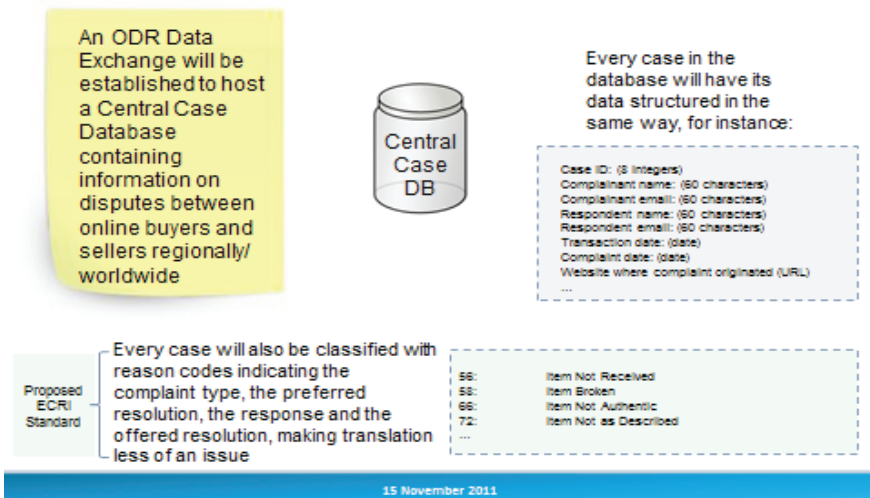 An ODR Data
Exchange will be
established to host
a Central Case
Database
containing
information on
disputes between
online buyers and
sellers regionally/
worldwide
Central
Case
DB
Every case in the
database will have its
data structured in the
same way, for instance:
Case ID: (8 integers)
Complainant name: (60 characters)
Complainant email: (60 characters)
Respondent name: (60 characters)
Respondent email: (60 characters)
Transaction date: (date)
Complaint date: (date)
Website where complaint originated (URL)
...
Proposed
ECRI
Standard
Every case will also be classified with
reason codes indicating the
complaint type, the preferred
resolution, the response and the
offered resolution, making translation
less of an issue
56: Item Not Received
58: Item Broken
66: Item Not Authentic
72: Item Not as Described
...
15 November 2011